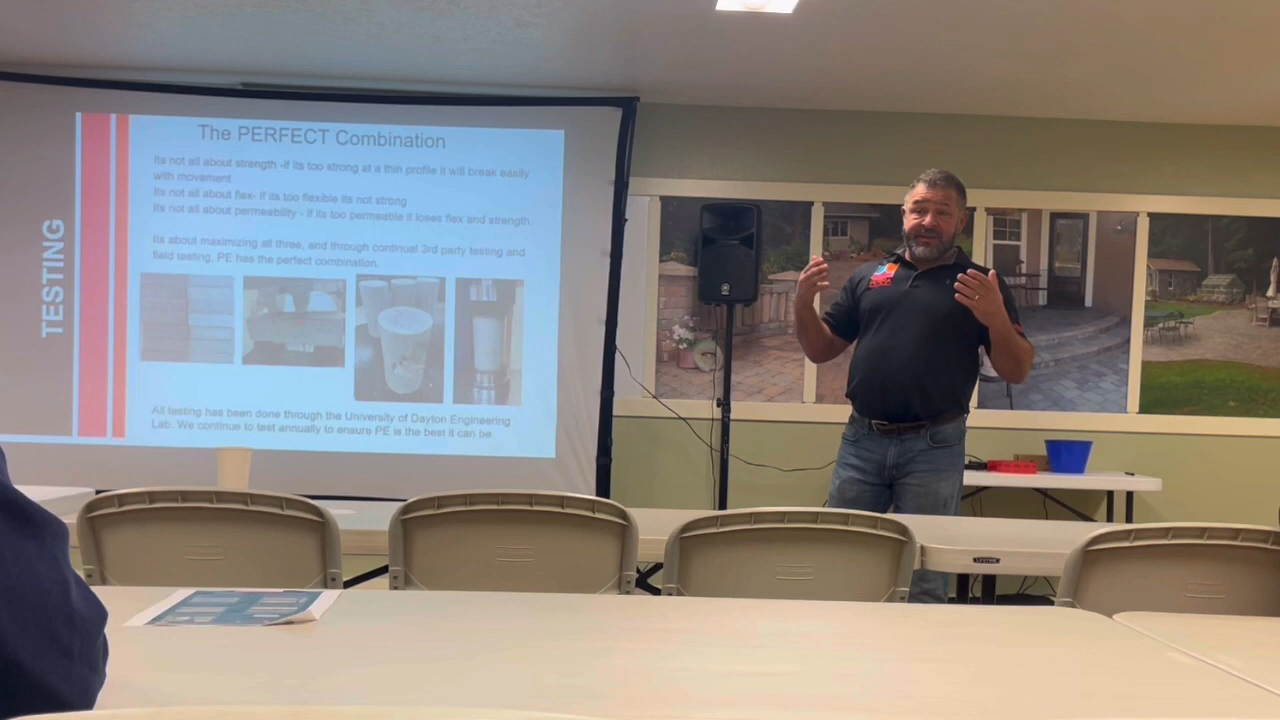 The PERFECT Combination
Its not all about strength -if its too strong at a thin profile it will break easily
with movement
Its not all about flex- if its too flexible its not strong
Its not all about permeability - if its too permeable it loses flex and strength.
Its about maximizing all three, and through continual 3rd party testing and
field testing, PE has the perfect combination.
All testing has been done through the University of Dayton Engineering
Lab. We continue to test annually to ensure PE is the best it can be.
TESTING
LIFETIME